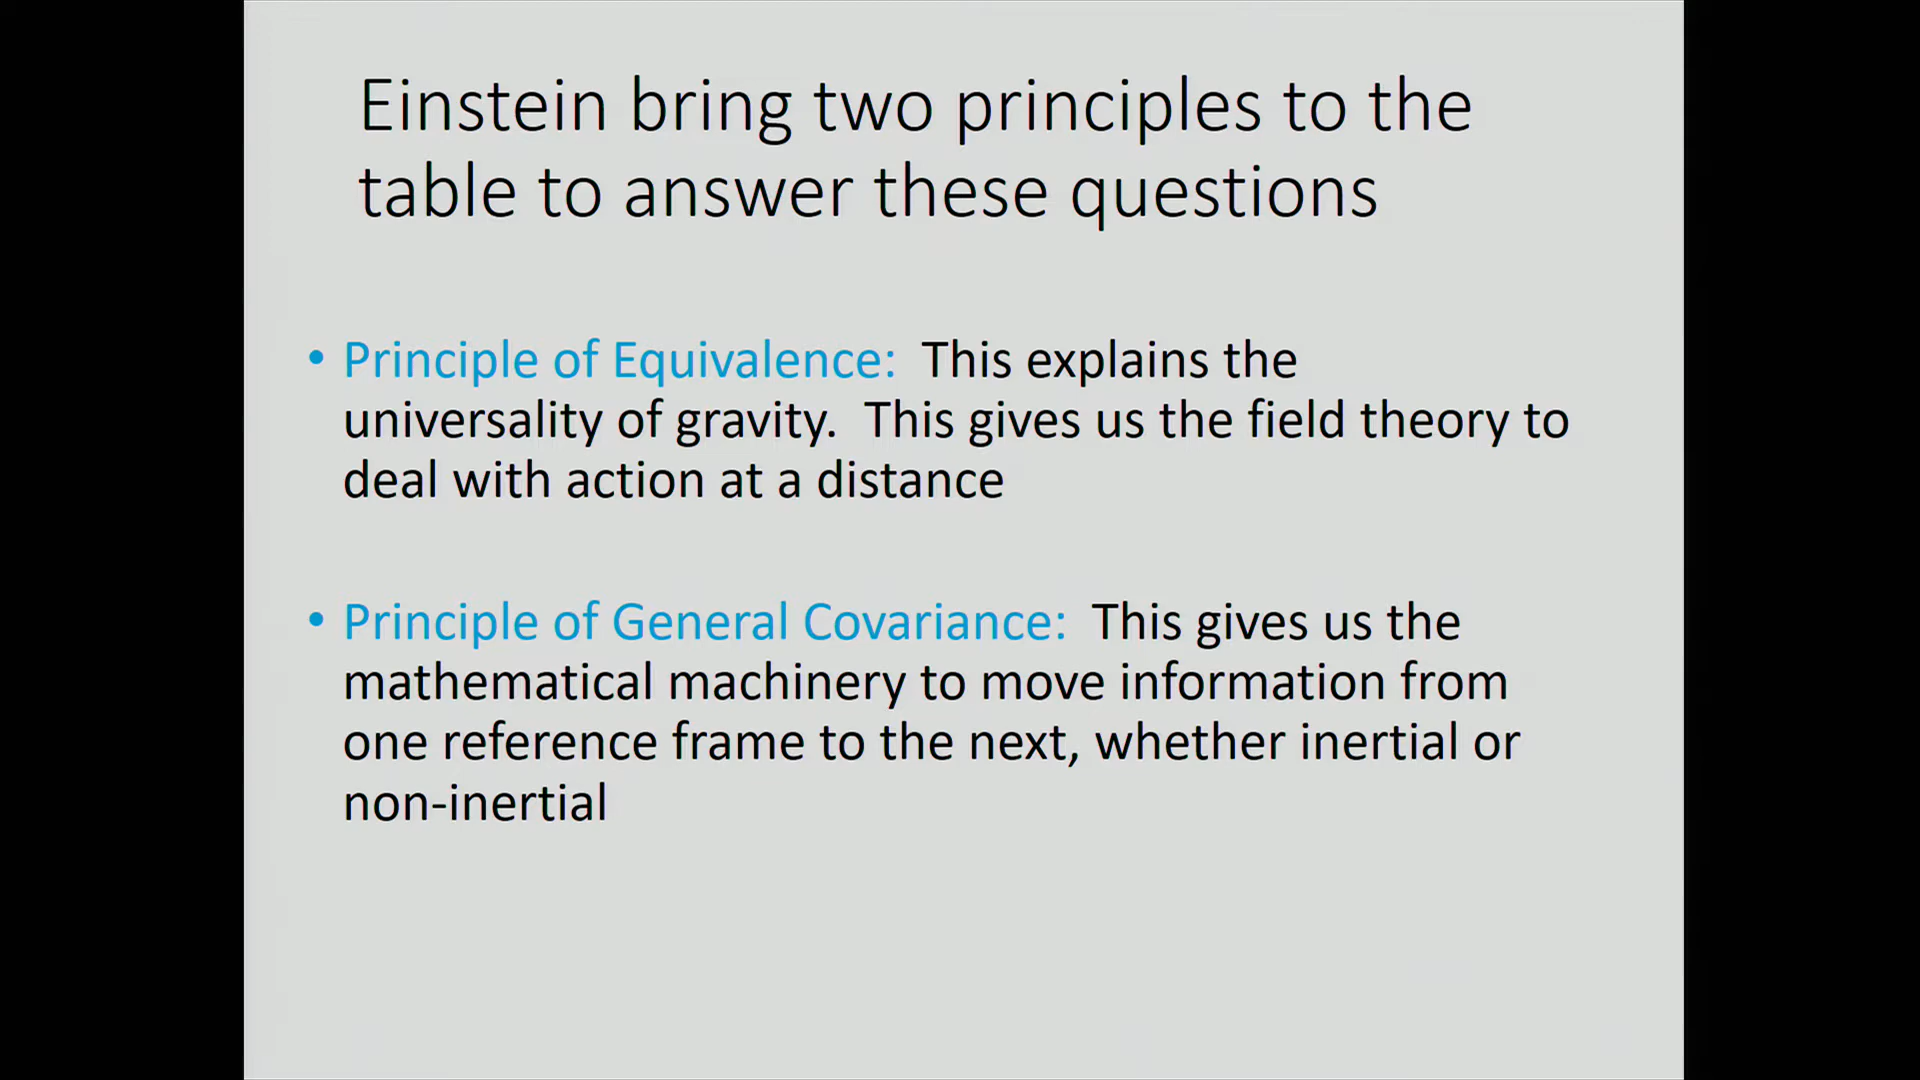 Einstein bring two principles to the
table to answer these questions
• Principle of Equivalence:  This explains the
universality of gravity.  This gives us the field theory to
deal with action at a distance
• Principle of General Covariance:  This gives us the
mathematical machinery to move information from
one reference frame to the next, whether inertial or
non-inertial